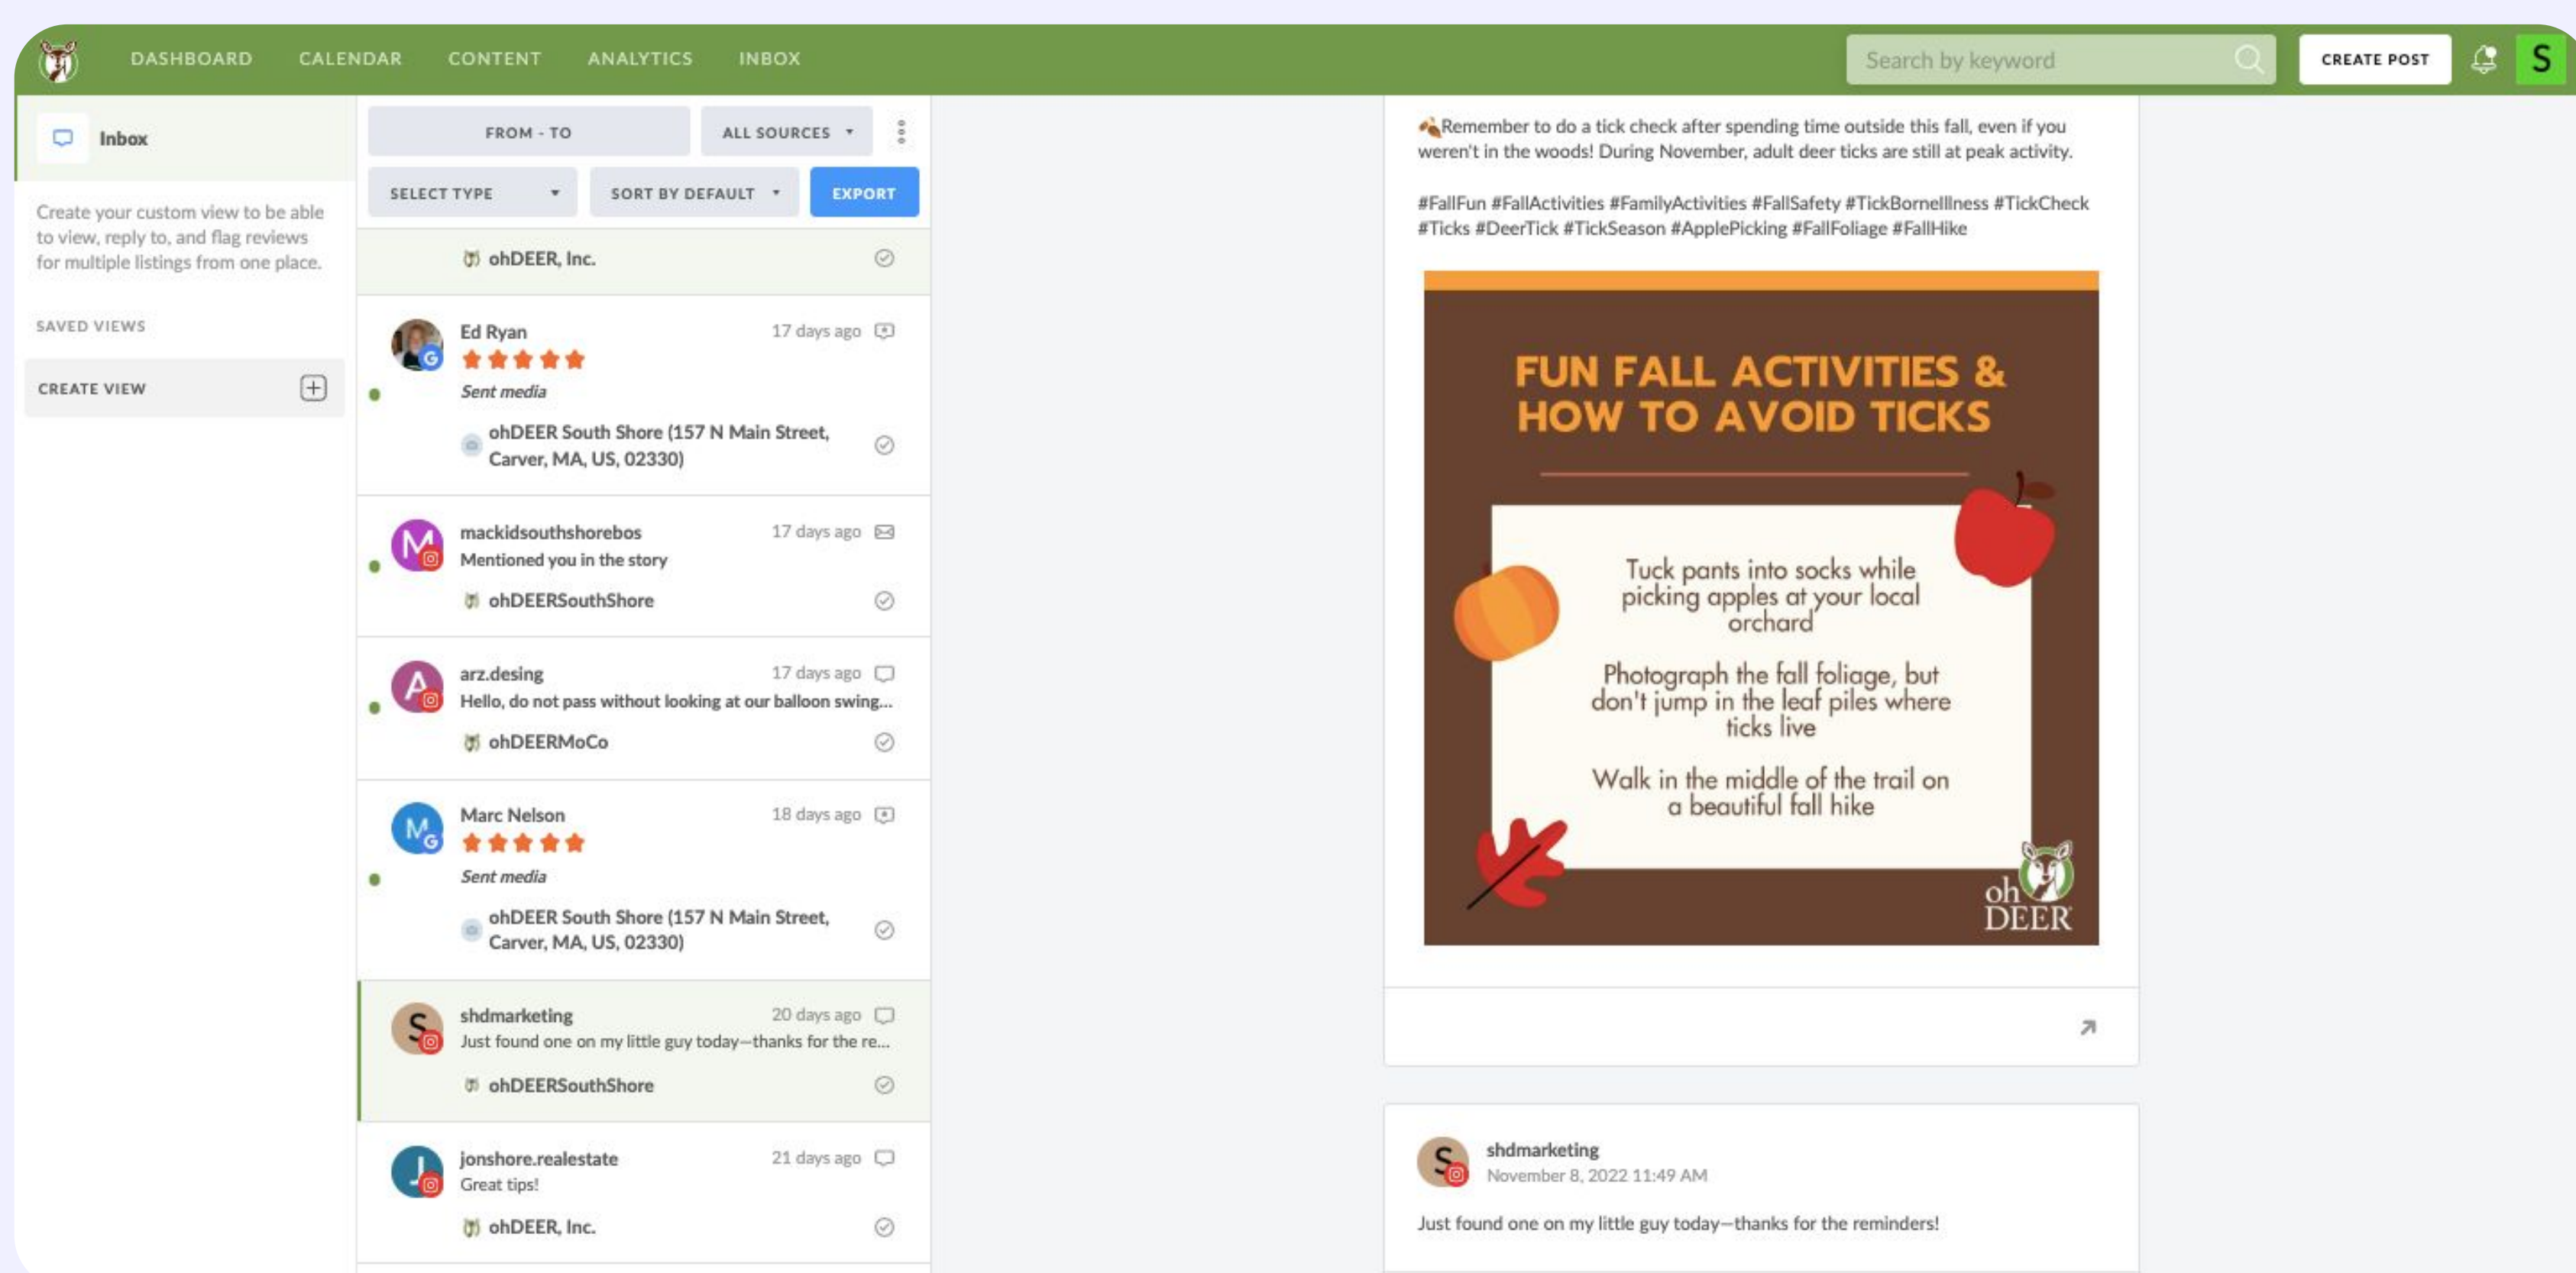 DASHBOARD CALENDAR CONTENT ANALYTICS INBOX Search by keyword CREATE POST S
Inbox
Create your custom view to be able
to view, reply to, and flag reviews
for multiple listings from one place.
SAVED VIEWS
CREATE VIEW
FROM - TO ALL SOURCES
SELECT TYPE SORT BY DEFAULT EXPORT
ohDEER, Inc.
Ed Ryan 17 days ago
G
Sent media
ohDEER South Shore (157 N Main Street,
Carver, MA, US, 02330)
M
mackidsouthshorebos 17 days ago
Mentioned you in the story
ohDEERSouthShore
A
arz.desing 17 days ago
Hello, do not pass without looking at our balloon swing...
ohDEERMoCo
M
Marc Nelson 18 days ago
G
Sent media
ohDEER South Shore (157 N Main Street,
Carver, MA, US, 02330)
S
shdmarketing 20 days ago
Just found one on my little guy today—thanks for the re...
ohDEERSouthShore
J
jonshore.realestate 21 days ago
Great tips!
ohDEER, Inc.
Remember to do a tick check after spending time outside this fall, even if you
weren't in the woods! During November, adult deer ticks are still at peak activity.
#FallFun #FallActivities #FamilyActivities #FallSafety #TickBorneIllness #TickCheck
#Ticks #DeerTick #TickSeason #ApplePicking #FallFoliage #FallHike
FUN FALL ACTIVITIES &
HOW TO AVOID TICKS
Tuck pants into socks while
picking apples at your local
orchard
Photograph the fall foliage, but
don't jump in the leaf piles where
ticks live
Walk in the middle of the trail on
a beautiful fall hike
oh
DEER
S
shdmarketing
November 8, 2022 11:49 AM
Just found one on my little guy today—thanks for the reminders!